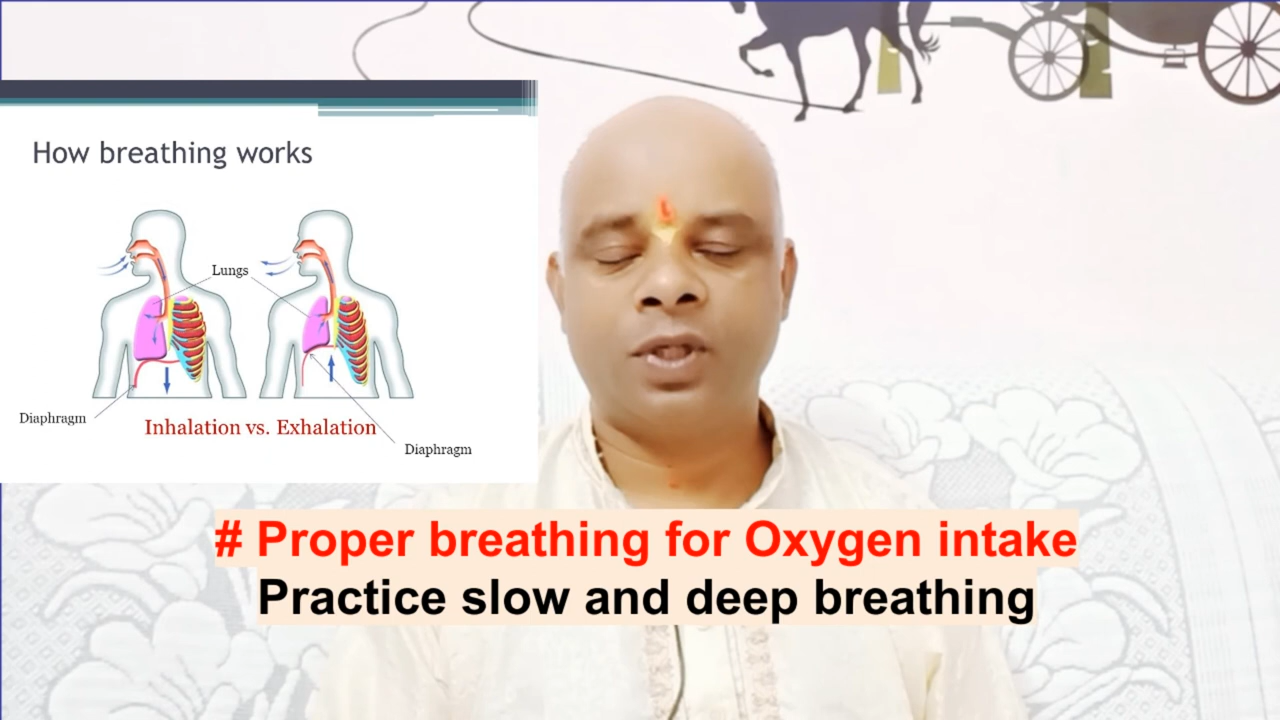 How breathing works
Lungs
Diaphragm
Inhalation vs. Exhalation
Diaphragm
# Proper breathing for Oxygen intake
Practice slow and deep breathing